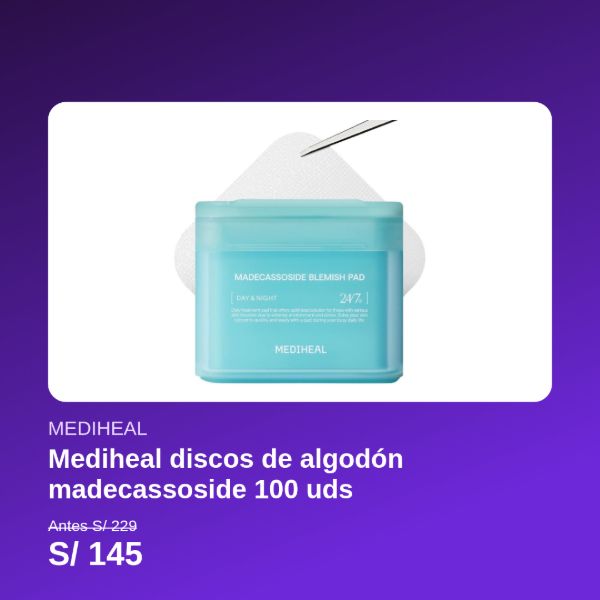 MADECASSOSIDE BLEMISH PAD
DAY & NIGHT
24/7
MEDIHEAL
MEDIHEAL
Mediheal discos de algodón
madecassoside 100 uds
Antes S/ 229
S/ 145